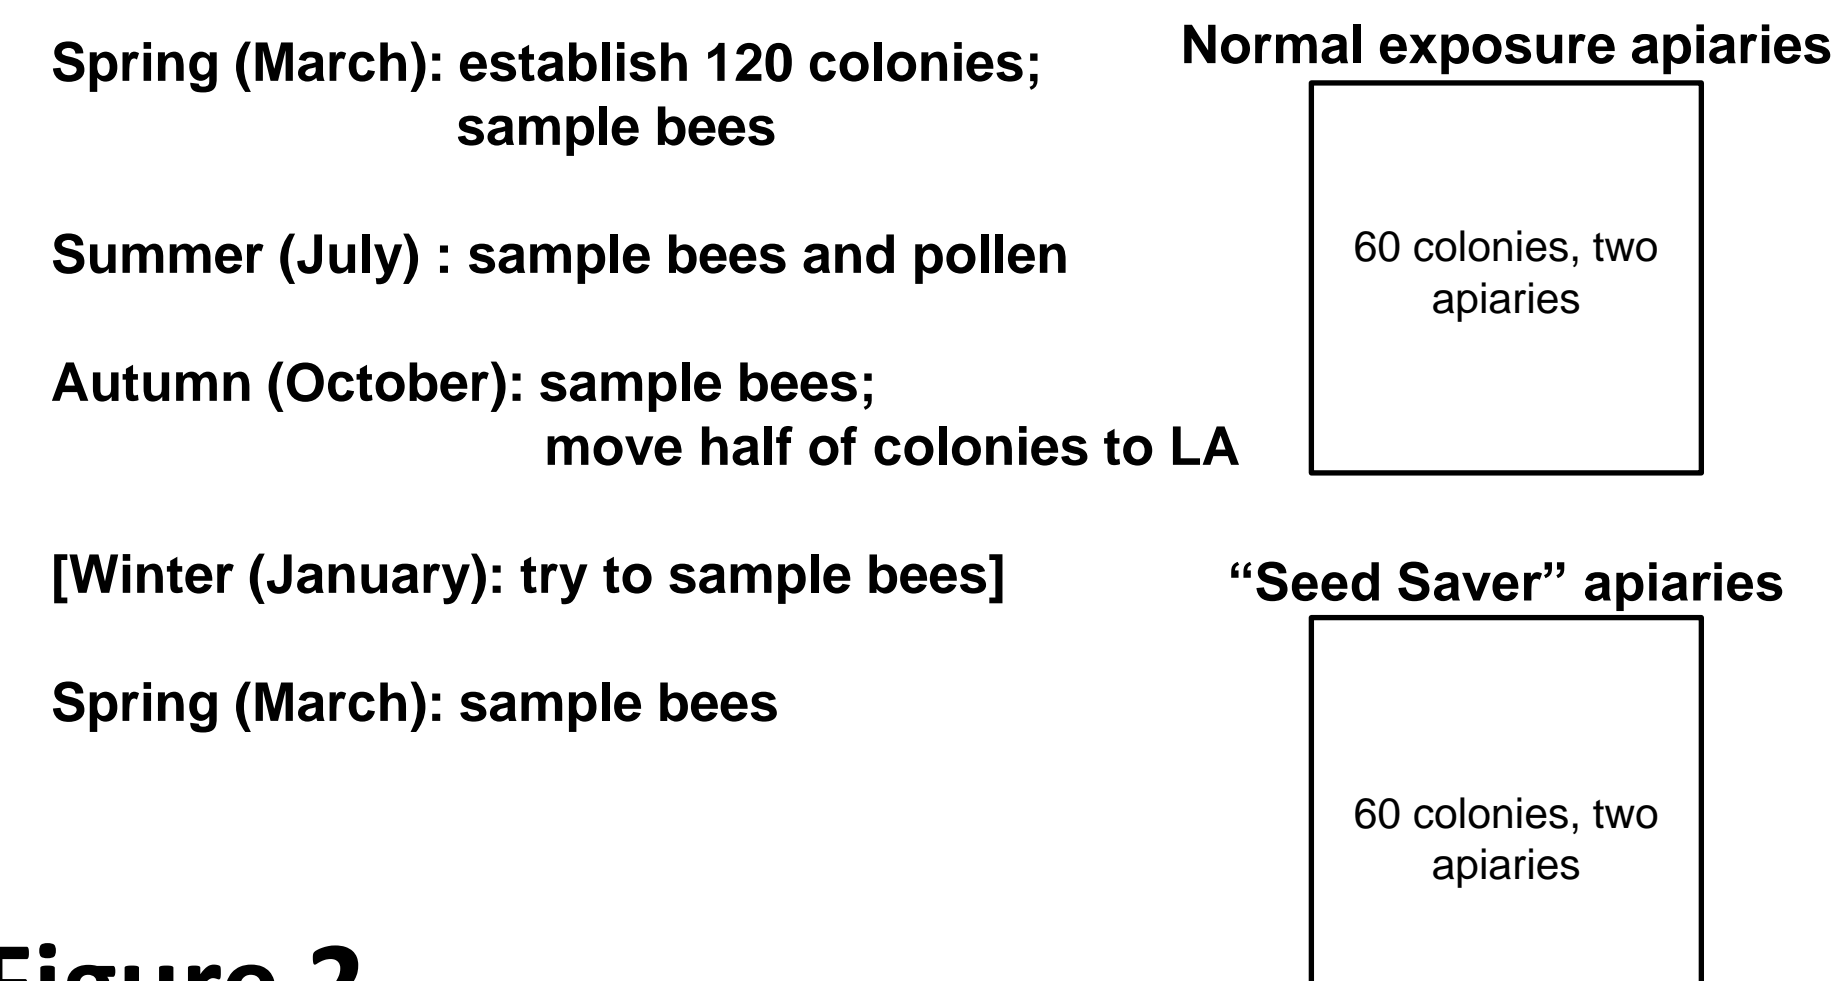 Spring (March): establish 120 colonies;
sample bees
Summer (July) : sample bees and pollen
Autumn (October): sample bees;
move half of colonies to LA
[Winter (January): try to sample bees]
Spring (March): sample bees
Normal exposure apiaries
60 colonies, two
apiaries
“Seed Saver” apiaries
60 colonies, two
apiaries
Figure 2